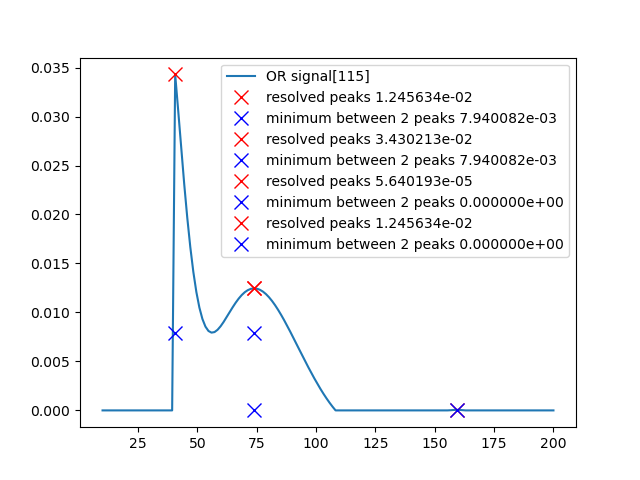 OR signal[115]
resolved peaks 1.245634e-02
minimum between 2 peaks 7.940082e-03
resolved peaks 3.430213e-02
minimum between 2 peaks 7.940082e-03
resolved peaks 5.640193e-05
minimum between 2 peaks 0.000000e+00
resolved peaks 1.245634e-02
minimum between 2 peaks 0.000000e+00
0.035
0.030
0.025
0.020
0.015
0.010
0.005
0.000
25 50 75 100 125 150 175 200